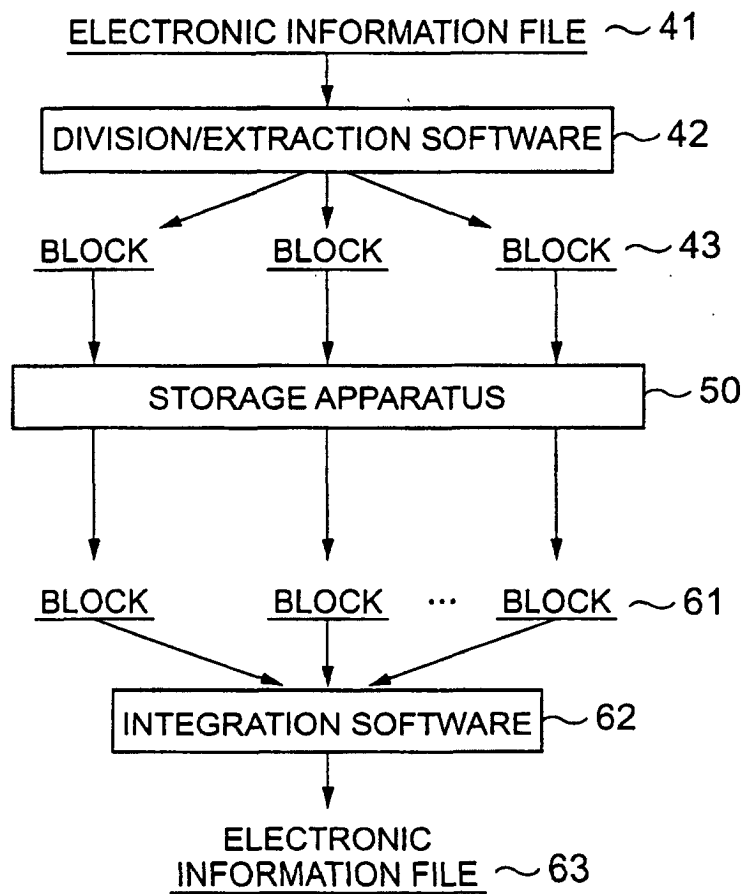 ELECTRONIC INFORMATION FILE ~ 41
DIVISION/EXTRACTION SOFTWARE ~ 42
BLOCK BLOCK BLOCK ~ 43
STORAGE APPARATUS ~ 50
BLOCK BLOCK ... BLOCK ~ 61
INTEGRATION SOFTWARE ~ 62
ELECTRONIC
INFORMATION FILE ~ 63